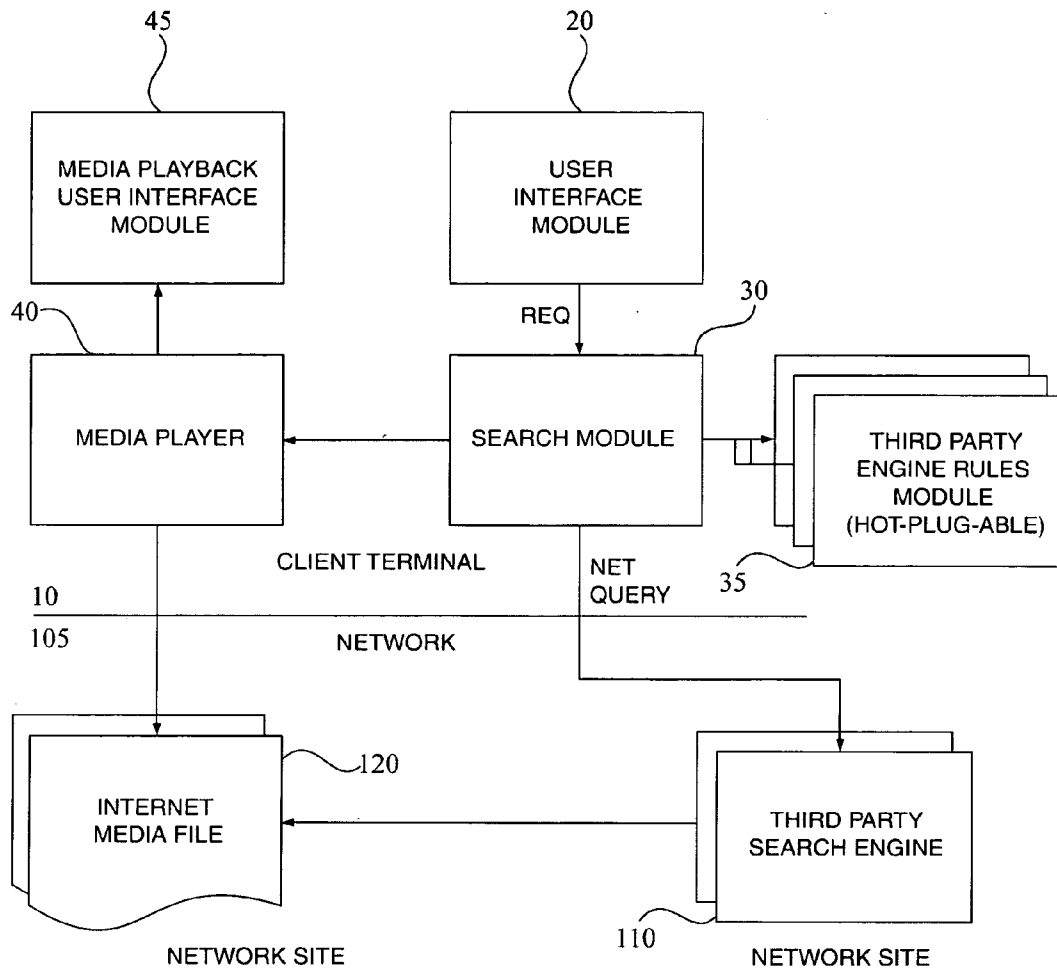 45
20
MEDIA PLAYBACK
USER INTERFACE
MODULE
USER
INTERFACE
MODULE
40
REQ
30
MEDIA PLAYER
SEARCH MODULE
THIRD PARTY
ENGINE RULES
MODULE
(HOT-PLUG-ABLE)
CLIENT TERMINAL
NET
QUERY
35
10
105
NETWORK
120
INTERNET
MEDIA FILE
THIRD PARTY
SEARCH ENGINE
110
NETWORK SITE
NETWORK SITE